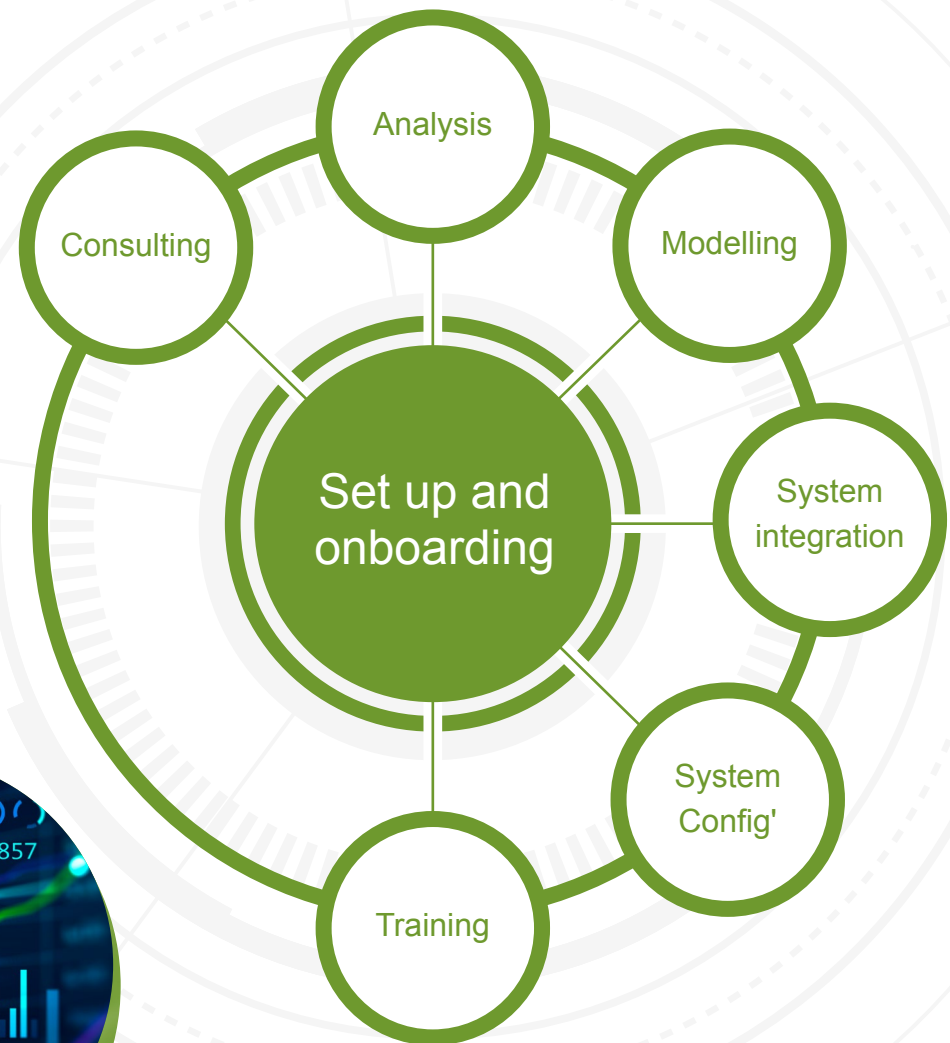 Analysis
Consulting
Modelling
Set up and
onboarding
System
integration
System
Config'
Training
857